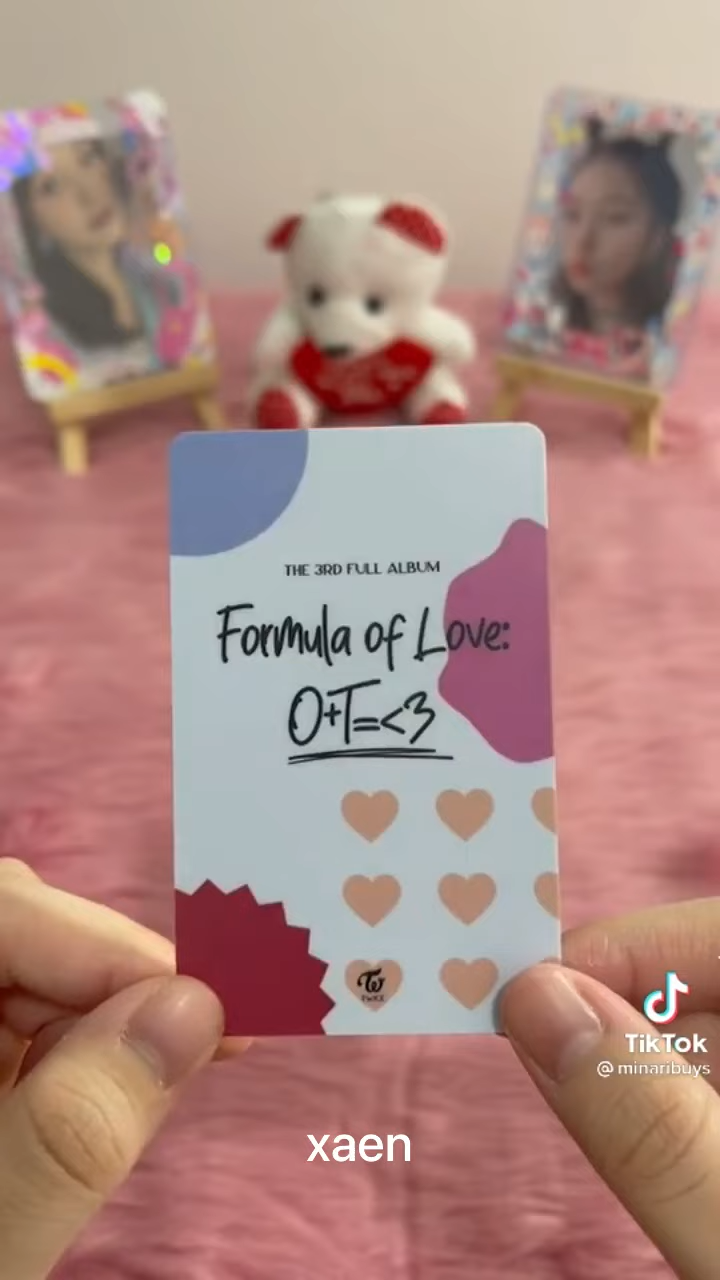 THE 3RD FULL ALBUM
Formula of Love:
O+T=<3
TWICE
TikTok
@minaribuys
xaen